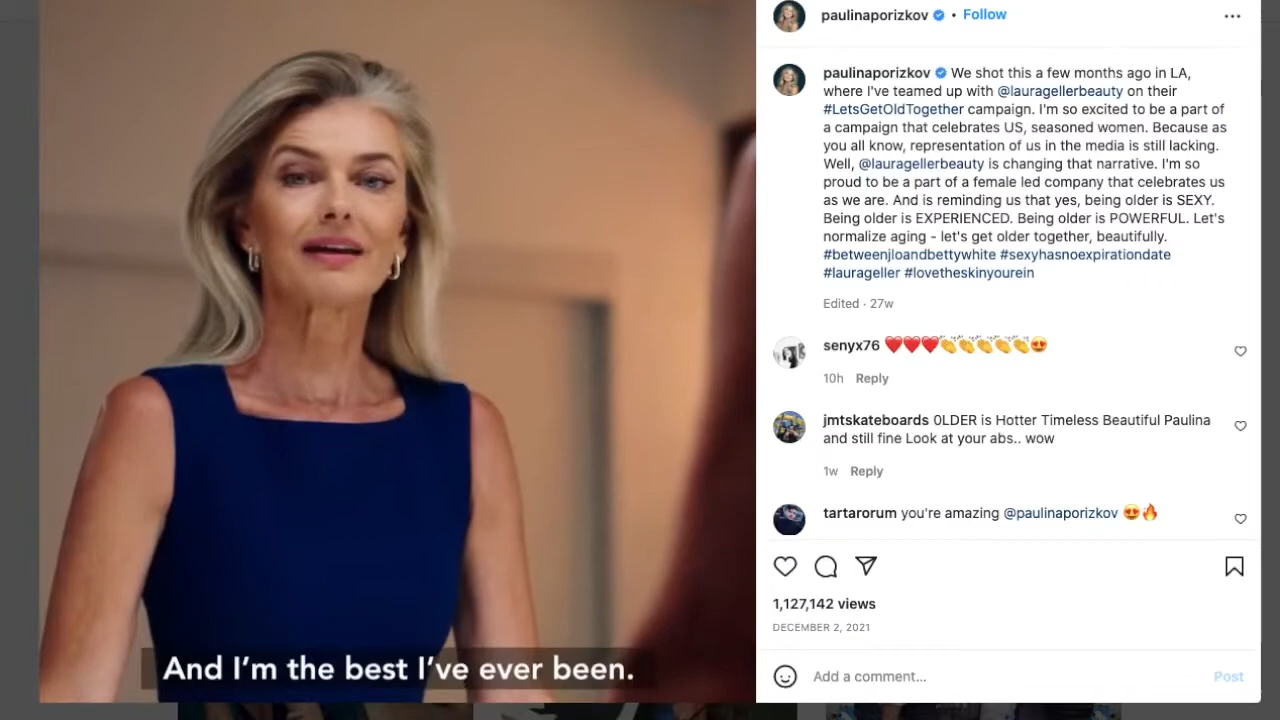 And I'm the best I've ever been.
paulinaporizkov • Follow
paulinaporizkov We shot this a few months ago in LA,
where I've teamed up with @lauragellerbeauty on their
#LetsGetOldTogether campaign. I'm so excited to be a part of
a campaign that celebrates US, seasoned women. Because as
you all know, representation of us in the media is still lacking.
Well, @lauragellerbeauty is changing that narrative. I'm so
proud to be a part of a female led company that celebrates us
as we are. And is reminding us that yes, being older is SEXY.
Being older is EXPERIENCED. Being older is POWERFUL. Let's
normalize aging - let's get older together, beautifully.
#betweenjloandbettywhite #sexyhasnoexpirationdate
#laurageller #lovetheskinyourein
Edited · 27w
senyx76 ❤️❤️❤️👏👏👏👏👏😍
10h Reply
jmtskateboards 0LDER is Hotter Timeless Beautiful Paulina
and still fine Look at your abs.. wow
1w Reply
tartarorum you're amazing @paulinaporizkov 😍🔥
1,127,142 views
DECEMBER 2, 2021
Add a comment...
Post